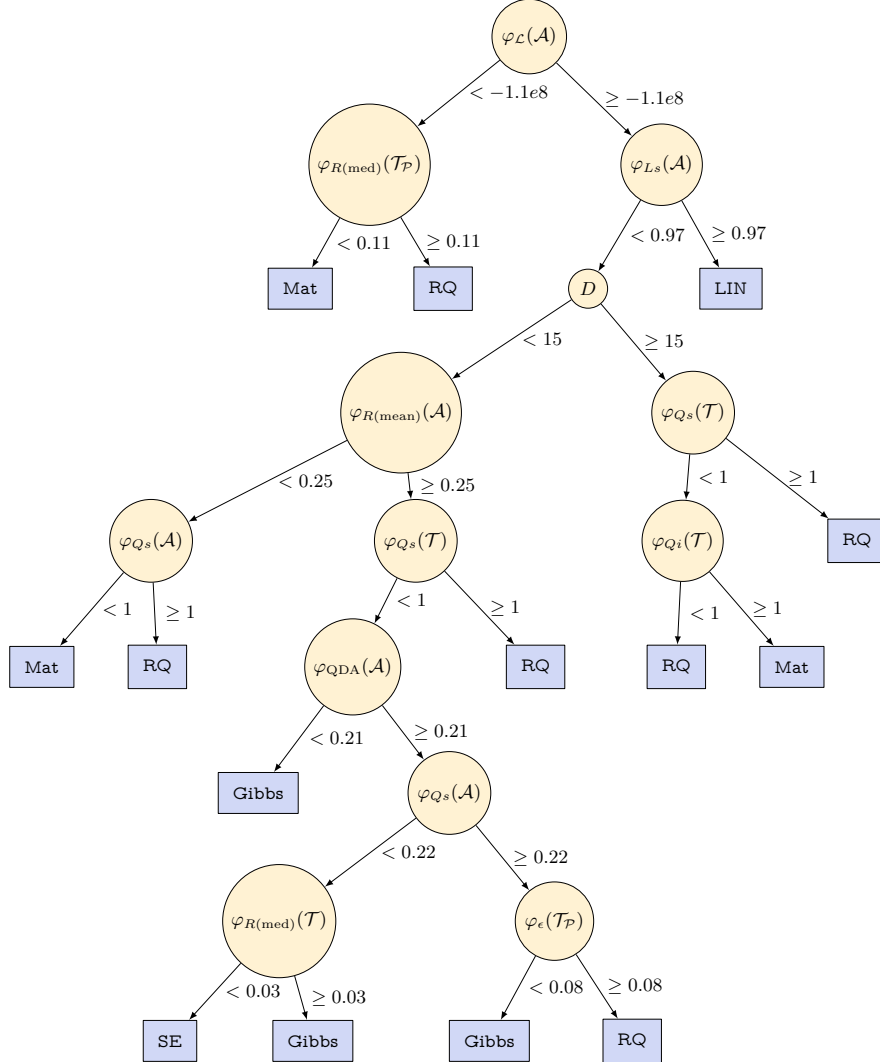 φ_ℒ(𝒜)
< −1.1e8
≥ −1.1e8
φ_R(med)(𝒯_𝒫)
φ_Ls(𝒜)
< 0.11
≥ 0.11
< 0.97
≥ 0.97
Mat
RQ
D
LIN
< 15
≥ 15
φ_R(mean)(𝒜)
φ_Qs(𝒯)
< 0.25
≥ 0.25
< 1
≥ 1
φ_Qs(𝒜)
φ_Qs(𝒯)
φ_Qi(𝒯)
RQ
< 1
≥ 1
< 1
≥ 1
< 1
≥ 1
Mat
RQ
φ_QDA(𝒜)
RQ
RQ
Mat
< 0.21
≥ 0.21
Gibbs
φ_Qs(𝒜)
< 0.22
≥ 0.22
φ_R(med)(𝒯)
φ_ϵ(𝒯_𝒫)
< 0.03
≥ 0.03
< 0.08
≥ 0.08
SE
Gibbs
Gibbs
RQ